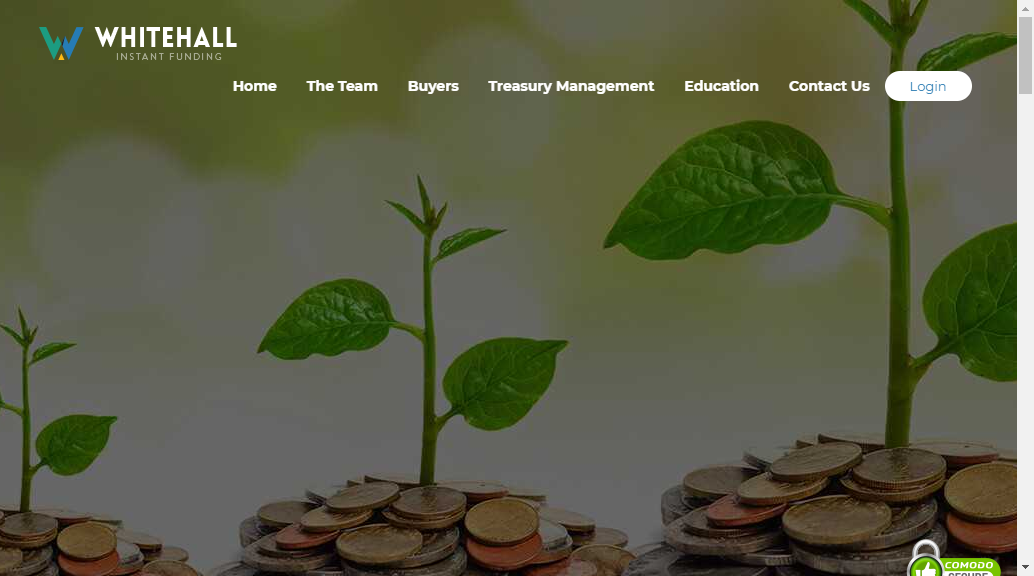 WHITEHALL
INSTANT FUNDING
Home The Team Buyers Treasury Management Education Contact Us Login
COMODO
SECURE